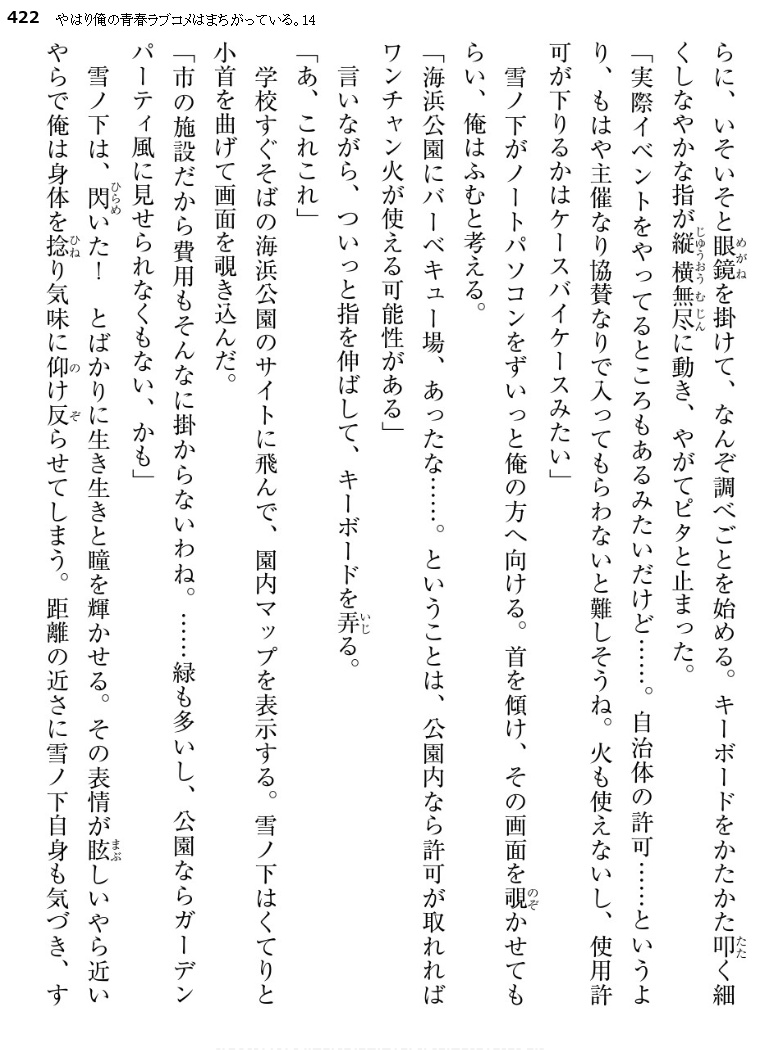 422 やはり俺の青春ラブコメはまちがっている。14
らに、いそいそと眼鏡を掛けて、なんぞ調べごとを始める。キーボードをかたかた叩く細
くしなやかな指が縦横無尽に動き、やがてピタと止まった。
「実際イベントをやってるところもあるみたいだけど……。自治体の許可……というよ
り、もはや主催なり協賛なりで入ってもらわないと難しそうね。火も使えないし、使用許
可が下りるかはケースバイケースみたい」
雪ノ下がノートパソコンをずいっと俺の方へ向ける。首を傾け、その画面を覗かせても
らい、俺はふむと考える。
「海浜公園にバーベキュー場、あったな……。ということは、公園内なら許可が取れれば
ワンチャン火が使える可能性がある」
言いながら、ついっと指を伸ばして、キーボードを弄る。
「あ、これこれ」
学校すぐそばの海浜公園のサイトに飛んで、園内マップを表示する。雪ノ下はくてりと
小首を曲げて画面を覗き込んだ。
「市の施設だから費用もそんなに掛からないわね。……緑も多いし、公園ならガーデン
パーティ風に見せられなくもない、かも」
雪ノ下は、閃いた！　とばかりに生き生きと瞳を輝かせる。その表情が眩しいやら近い
やらで俺は身体を捻り気味に仰け反らせてしまう。距離の近さに雪ノ下自身も気づき、す